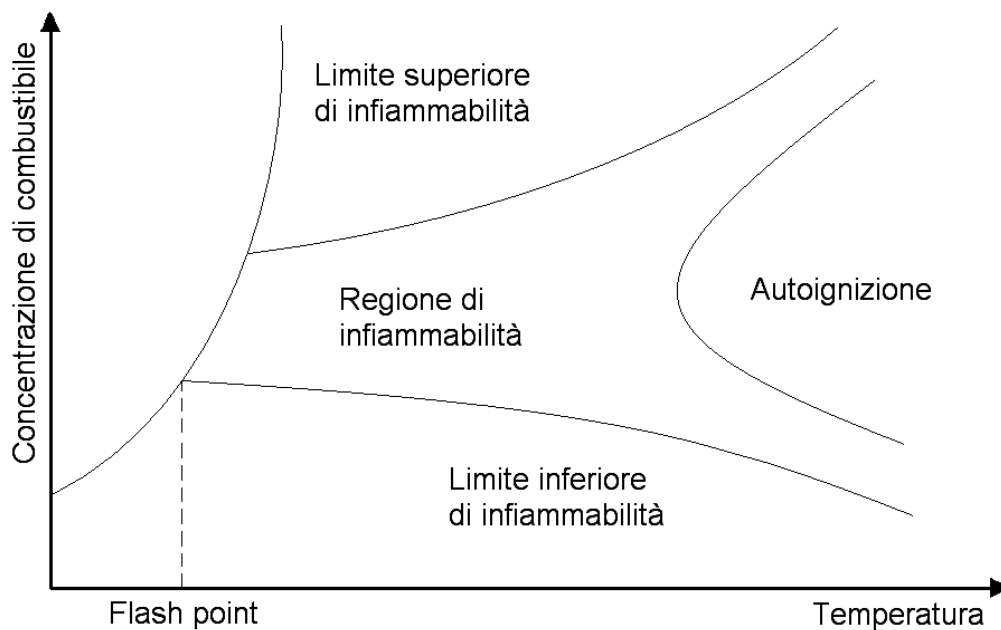 Concentrazione di combustibile
Limite superiore
di infiammabilità
Regione di
infiammabilità
Autoignizione
Limite inferiore
di infiammabilità
Flash point
Temperatura